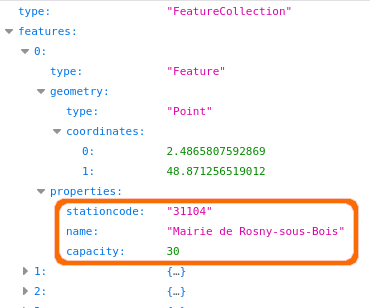 type: "FeatureCollection"
features:
0:
type: "Feature"
geometry:
type: "Point"
coordinates:
0: 2.4865807592869
1: 48.871256519012
properties:
stationcode: "31104"
name: "Mairie de Rosny-sous-Bois"
capacity: 30
1: {…}
2: {…}